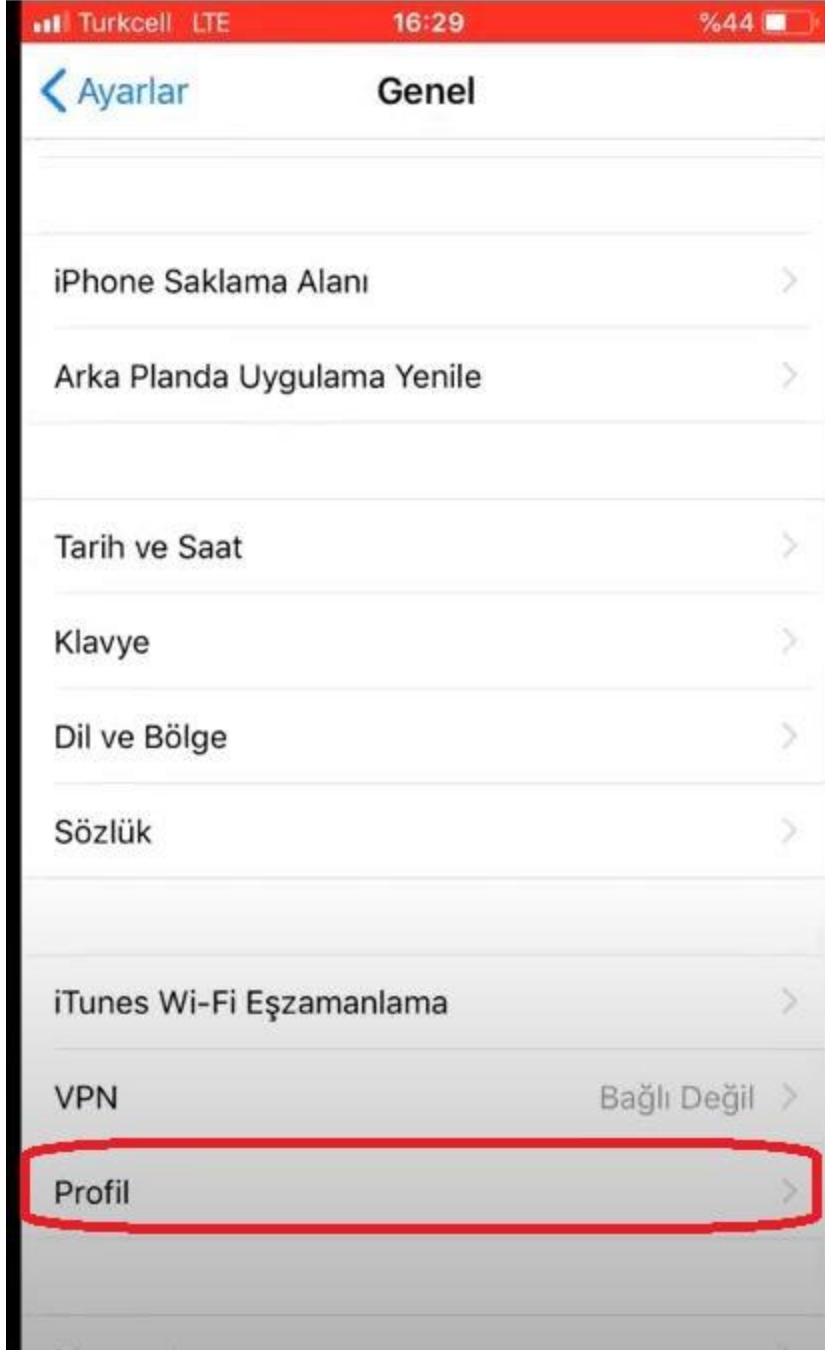 Turkcell LTE 16:29 %44
Ayarlar Genel
iPhone Saklama Alanı
Arka Planda Uygulama Yenile
Tarih ve Saat
Klavye
Dil ve Bölge
Sözlük
iTunes Wi-Fi Eşzamanlama
VPN Bağlı Değil
Profil